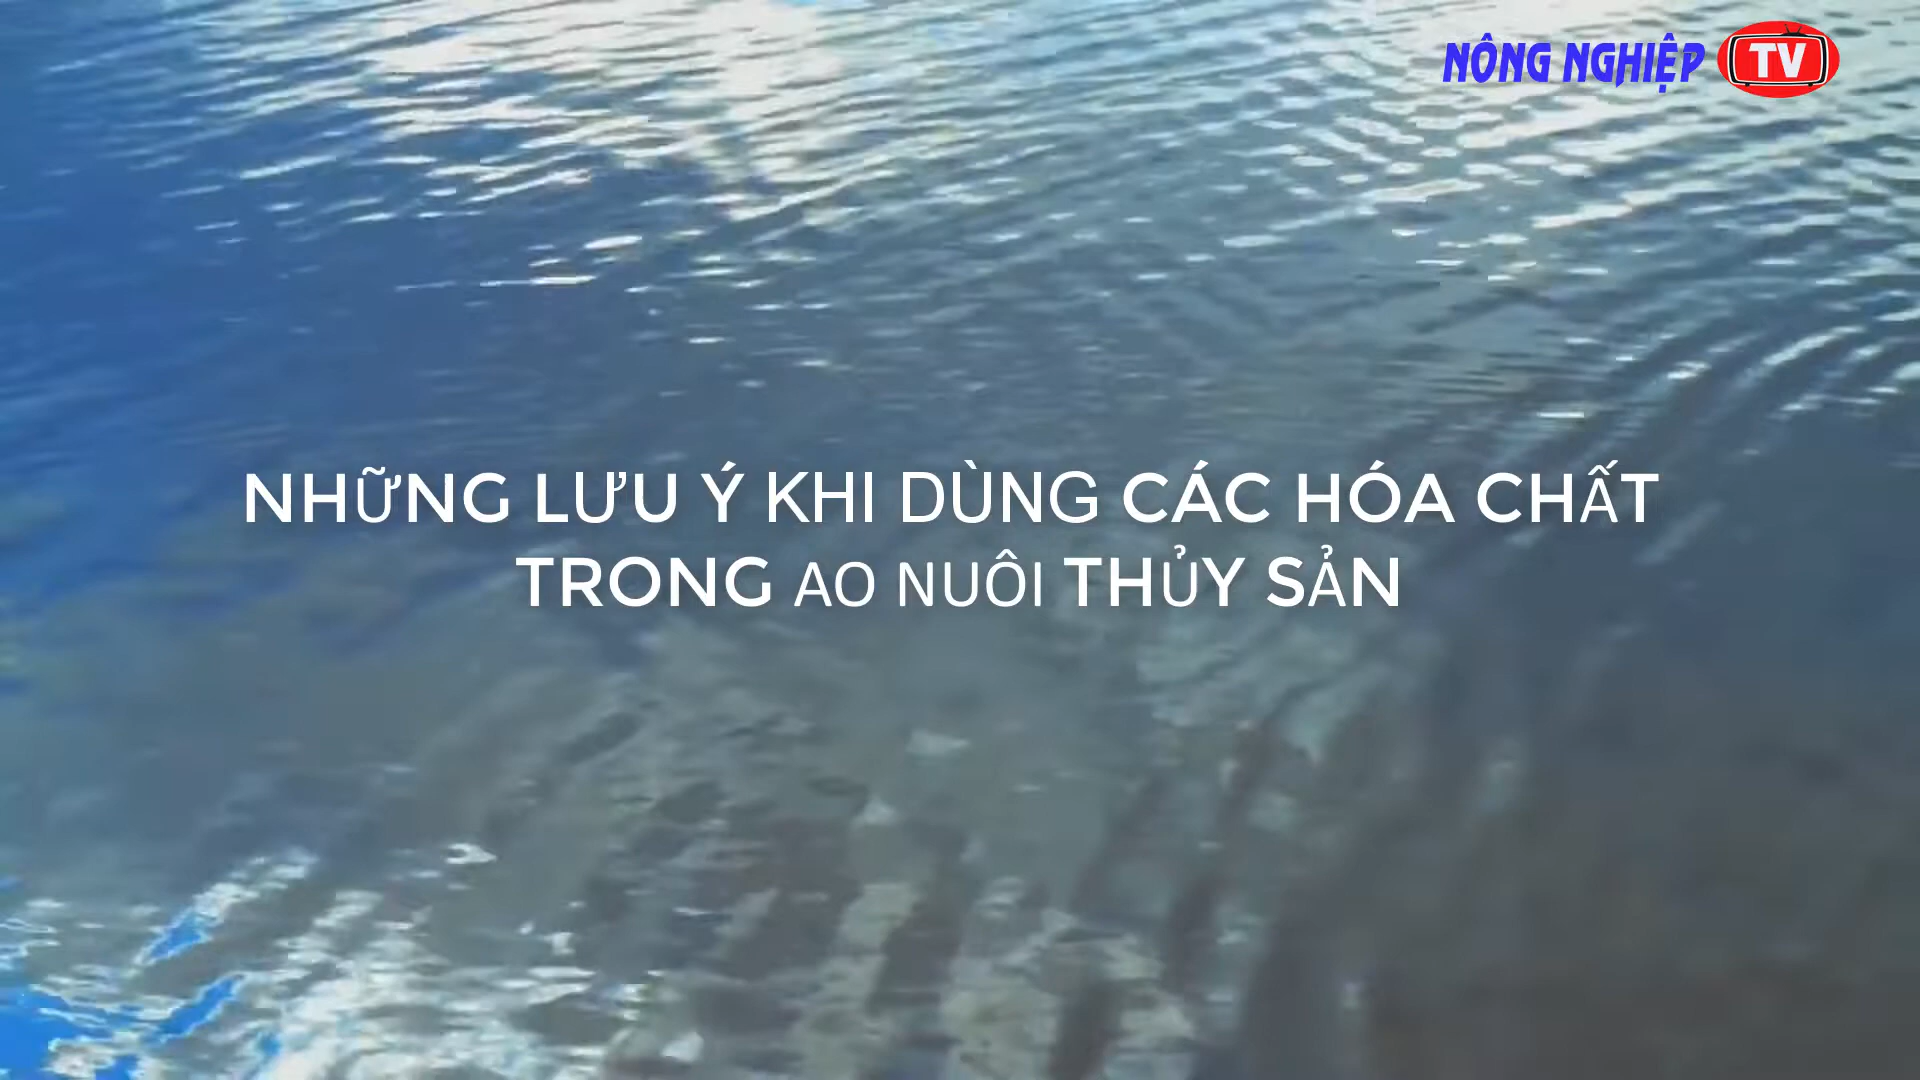 NÔNG NGHIỆP TV
NHỮNG LƯU Ý KHI DÙNG CÁC HÓA CHẤT
TRONG AO NUÔI THỦY SẢN